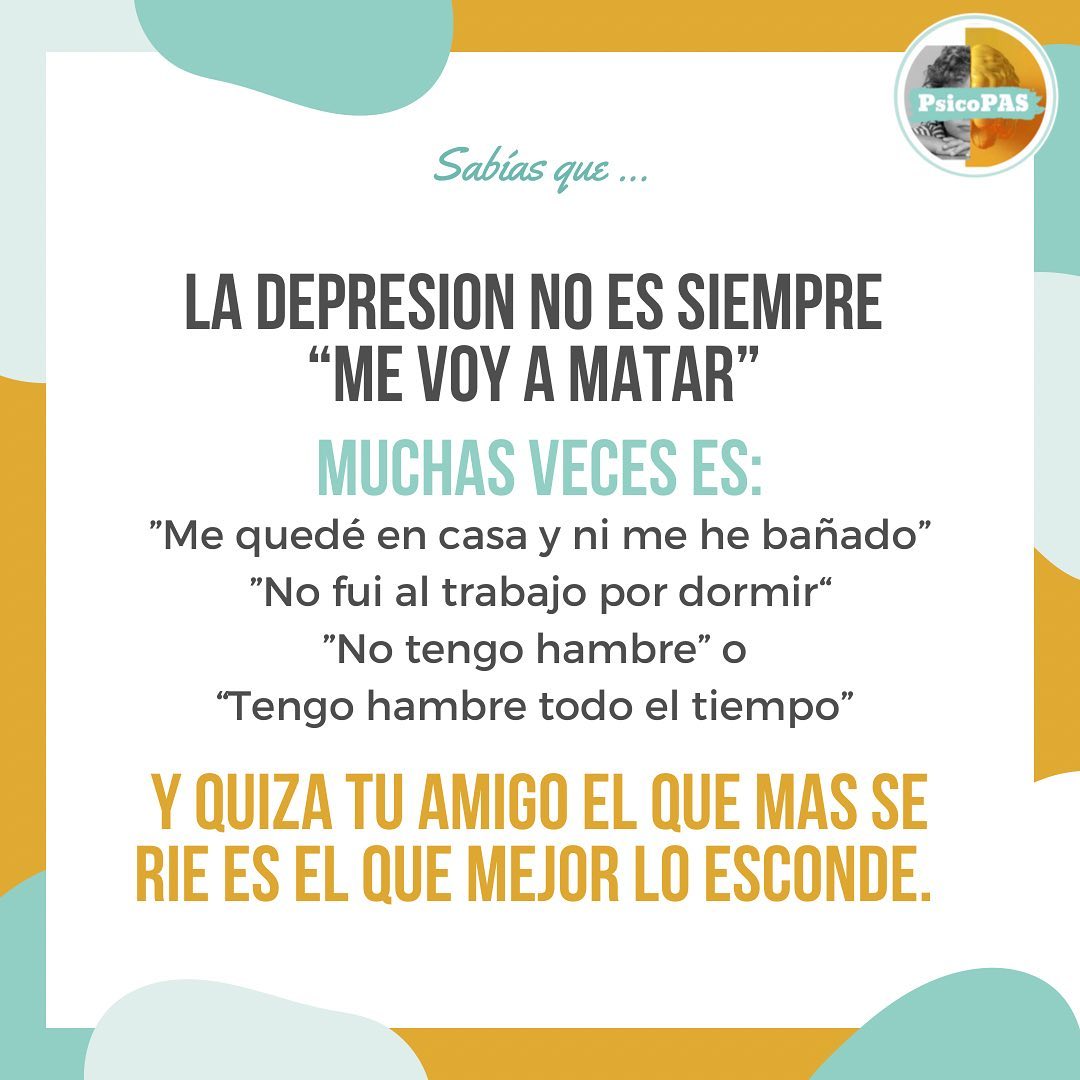 PsicoPAS
Sabías que ...
LA DEPRESION NO ES SIEMPRE
“ME VOY A MATAR”
MUCHAS VECES ES:
”Me quedé en casa y ni me he bañado”
”No fui al trabajo por dormir“
”No tengo hambre” o
“Tengo hambre todo el tiempo”
Y QUIZA TU AMIGO EL QUE MAS SE
RIE ES EL QUE MEJOR LO ESCONDE.